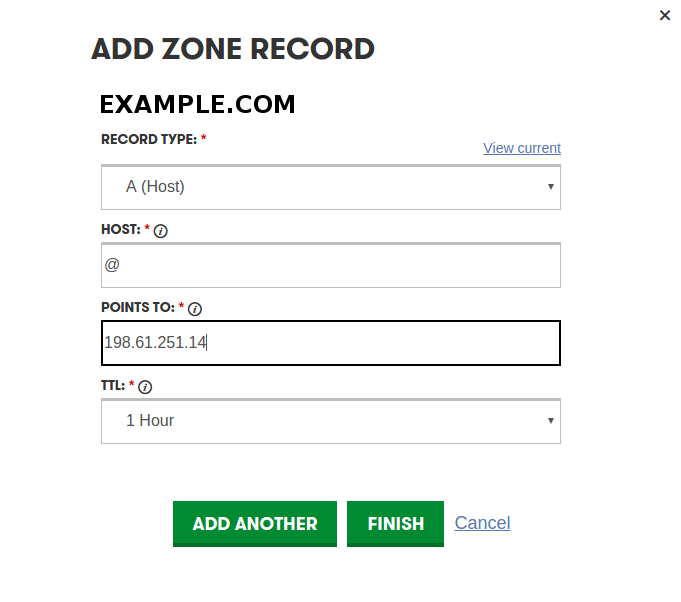 ×
ADD ZONE RECORD
EXAMPLE.COM
RECORD TYPE: *
View current
A (Host)
HOST: * i
@
POINTS TO: * i
198.61.251.14
TTL: * i
1 Hour
ADD ANOTHER FINISH Cancel